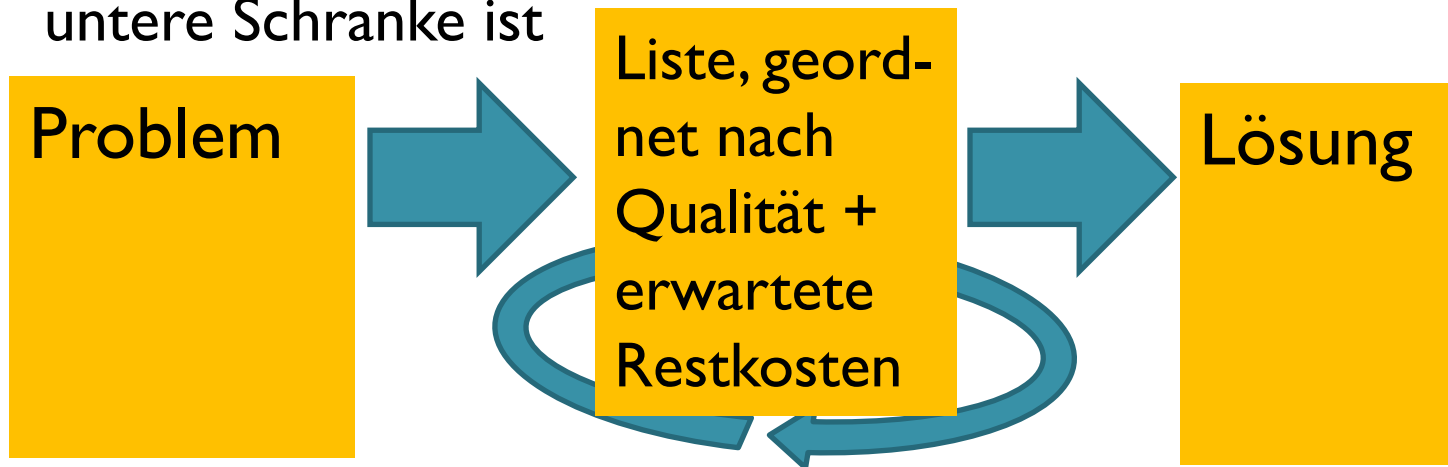 untere Schranke ist
Problem
Liste, geord-
net nach
Qualität +
erwartete
Restkosten
Lösung